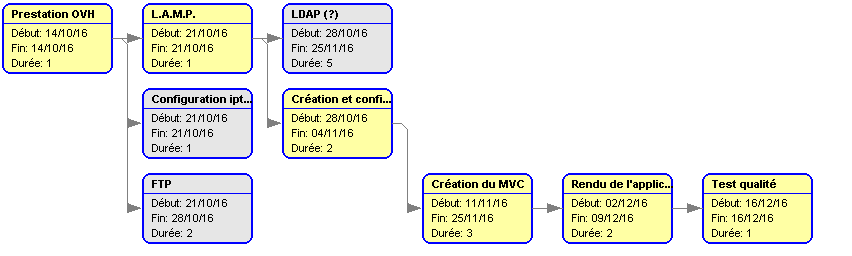 Prestation OVH
Début: 14/10/16
Fin: 14/10/16
Durée: 1
L.A.M.P.
Début: 21/10/16
Fin: 21/10/16
Durée: 1
LDAP (?)
Début: 28/10/16
Fin: 25/11/16
Durée: 5
Configuration ipt...
Début: 21/10/16
Fin: 21/10/16
Durée: 1
Création et confi...
Début: 28/10/16
Fin: 04/11/16
Durée: 2
FTP
Début: 21/10/16
Fin: 28/10/16
Durée: 2
Création du MVC
Début: 11/11/16
Fin: 25/11/16
Durée: 3
Rendu de l'applic...
Début: 02/12/16
Fin: 09/12/16
Durée: 2
Test qualité
Début: 16/12/16
Fin: 16/12/16
Durée: 1